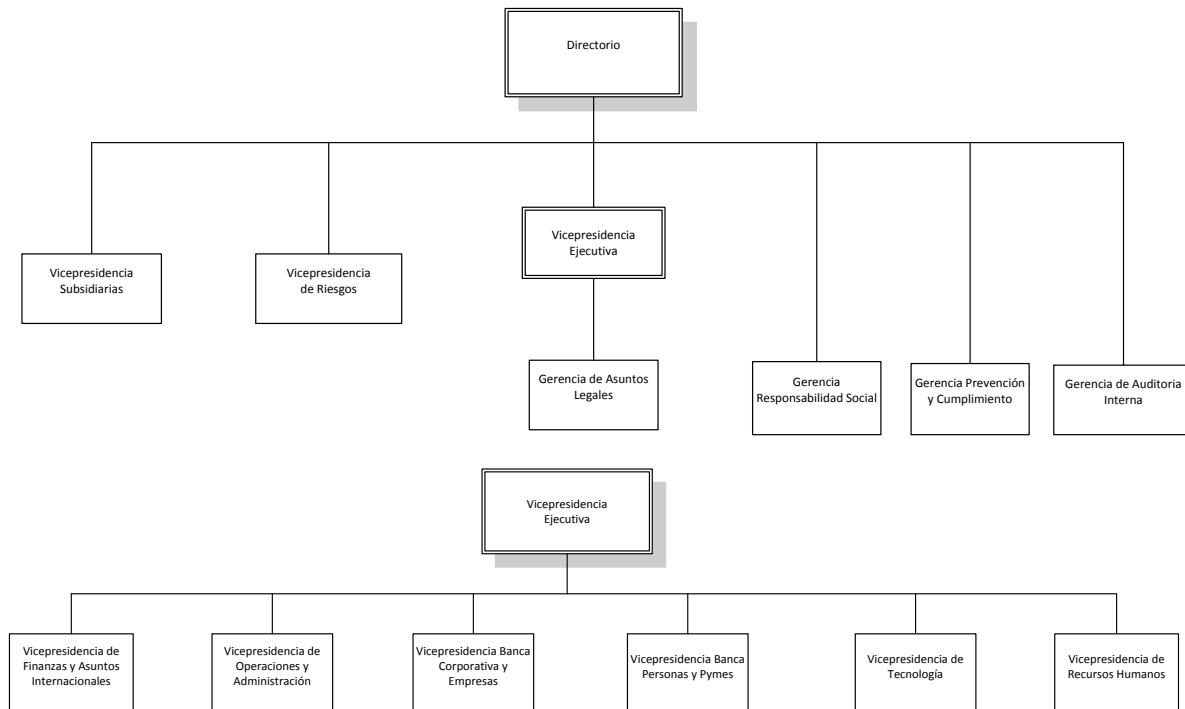 Directorio
Vicepresidencia
Ejecutiva
Vicepresidencia
Subsidiarias
Vicepresidencia
de Riesgos
Gerencia de Asuntos
Legales
Gerencia
Responsabilidad Social
Gerencia Prevención
y Cumplimiento
Gerencia de Auditoria
Interna
Vicepresidencia
Ejecutiva
Vicepresidencia de
Finanzas y Asuntos
Internacionales
Vicepresidencia de
Operaciones y
Administración
Vicepresidencia Banca
Corporativa y
Empresas
Vicepresidencia Banca
Personas y Pymes
Vicepresidencia de
Tecnología
Vicepresidencia de
Recursos Humanos